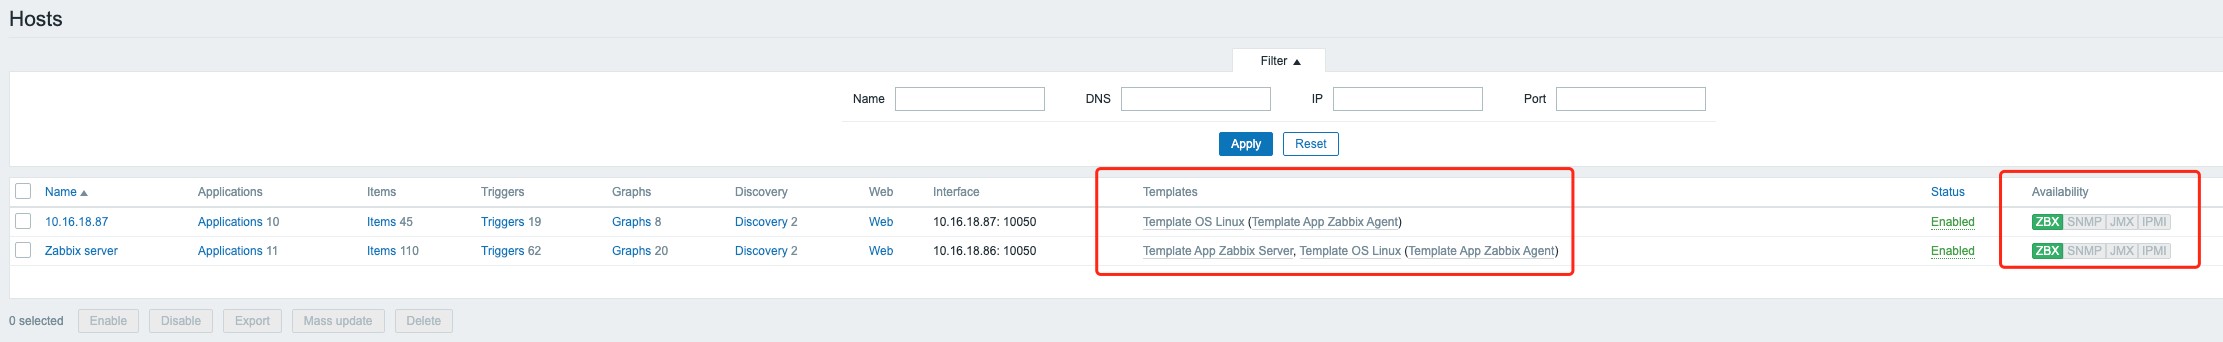 Hosts
Filter ▲
Name DNS IP Port
Apply Reset
Name ▲ Applications Items Triggers Graphs Discovery Web Interface Templates Status Availability
10.16.18.87 Applications 10 Items 45 Triggers 19 Graphs 8 Discovery 2 Web 10.16.18.87: 10050 Template OS Linux (Template App Zabbix Agent) Enabled ZBX SNMP JMX IPMI
Zabbix server Applications 11 Items 110 Triggers 62 Graphs 20 Discovery 2 Web 10.16.18.86: 10050 Template App Zabbix Server, Template OS Linux (Template App Zabbix Agent) Enabled ZBX SNMP JMX IPMI
0 selected Enable Disable Export Mass update Delete